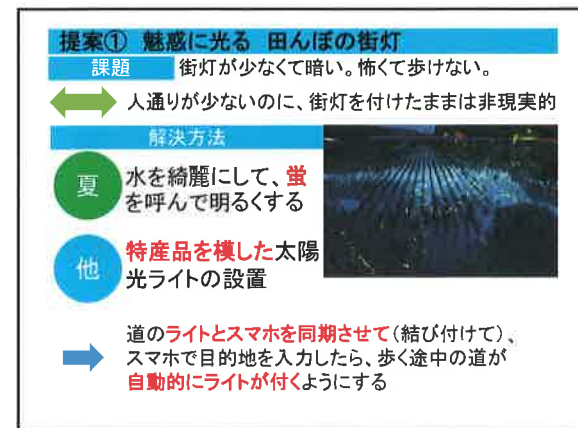 提案① 魅惑に光る 田んぼの街灯
課題
街灯が少なくて暗い。怖くて歩けない。
人通りが少ないのに、街灯を付けたままは非現実的
解決方法
夏
水を綺麗にして、蛍
を呼んで明るくする
他
特産品を模した太陽
光ライトの設置
道のライトとスマホを同期させて(結び付けて)、
スマホで目的地を入力したら、歩く途中の道が
自動的にライトが付くようにする